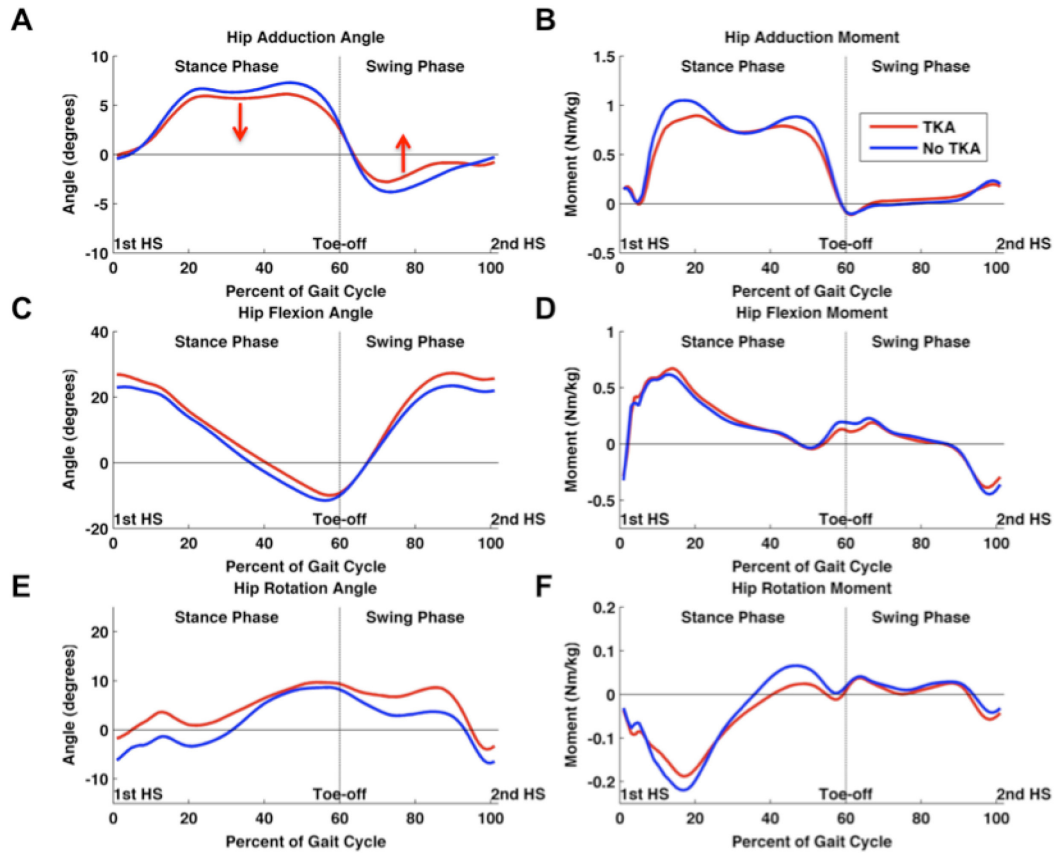 A
Hip Adduction Angle
Stance Phase Swing Phase
10
5
0
-5
-10
Angle (degrees)
1st HS Toe-off 2nd HS
0 20 40 60 80 100
Percent of Gait Cycle
B
Hip Adduction Moment
Stance Phase Swing Phase
1.5
1
0.5
0
-0.5
Moment (Nm/kg)
TKA
No TKA
1st HS Toe-off 2nd HS
0 20 40 60 80 100
Percent of Gait Cycle
C
Hip Flexion Angle
Stance Phase Swing Phase
40
20
0
-20
Angle (degrees)
1st HS Toe-off 2nd HS
0 20 40 60 80 100
Percent of Gait Cycle
D
Hip Flexion Moment
Stance Phase Swing Phase
1
0.5
0
-0.5
Moment (Nm/kg)
1st HS Toe-off 2nd HS
0 20 40 60 80 100
Percent of Gait Cycle
E
Hip Rotation Angle
Stance Phase Swing Phase
20
10
0
-10
Angle (degrees)
1st HS Toe-off 2nd HS
0 20 40 60 80 100
Percent of Gait Cycle
F
Hip Rotation Moment
Stance Phase Swing Phase
0.2
0.1
0
-0.1
-0.2
Moment (Nm/kg)
1st HS Toe-off 2nd HS
0 20 40 60 80 100
Percent of Gait Cycle